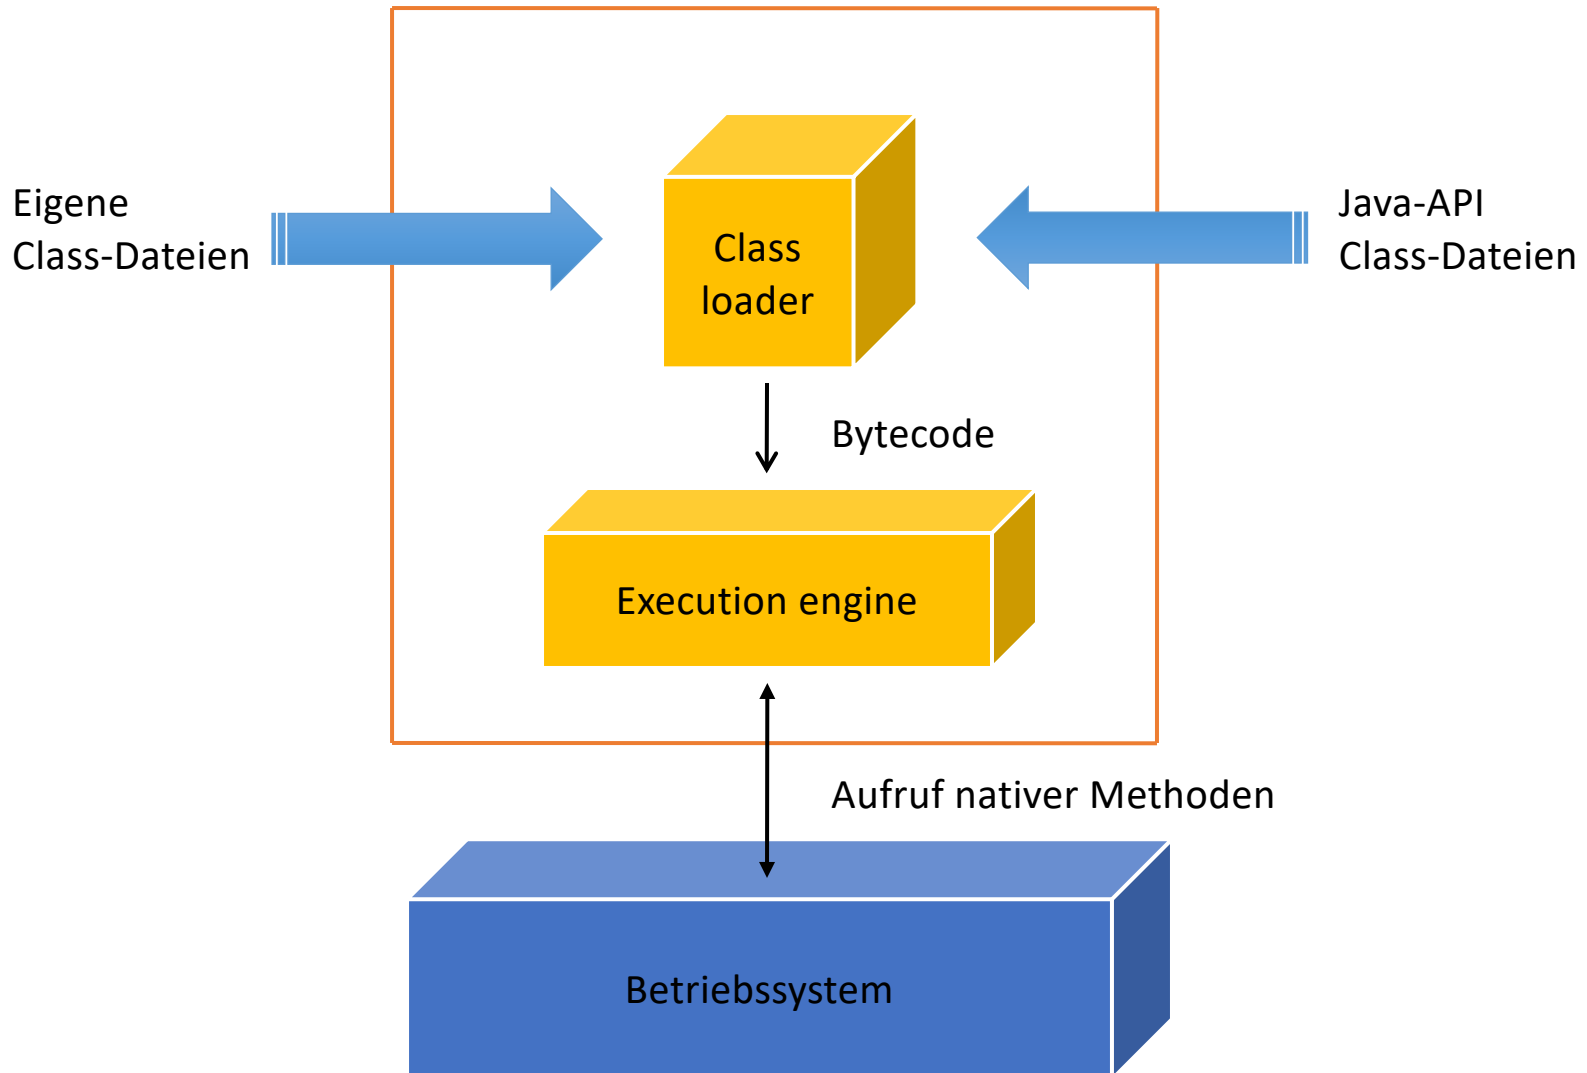 Eigene
Class-Dateien
Class
loader
Java-API
Class-Dateien
Bytecode
Execution engine
Aufruf nativer Methoden
Betriebssystem